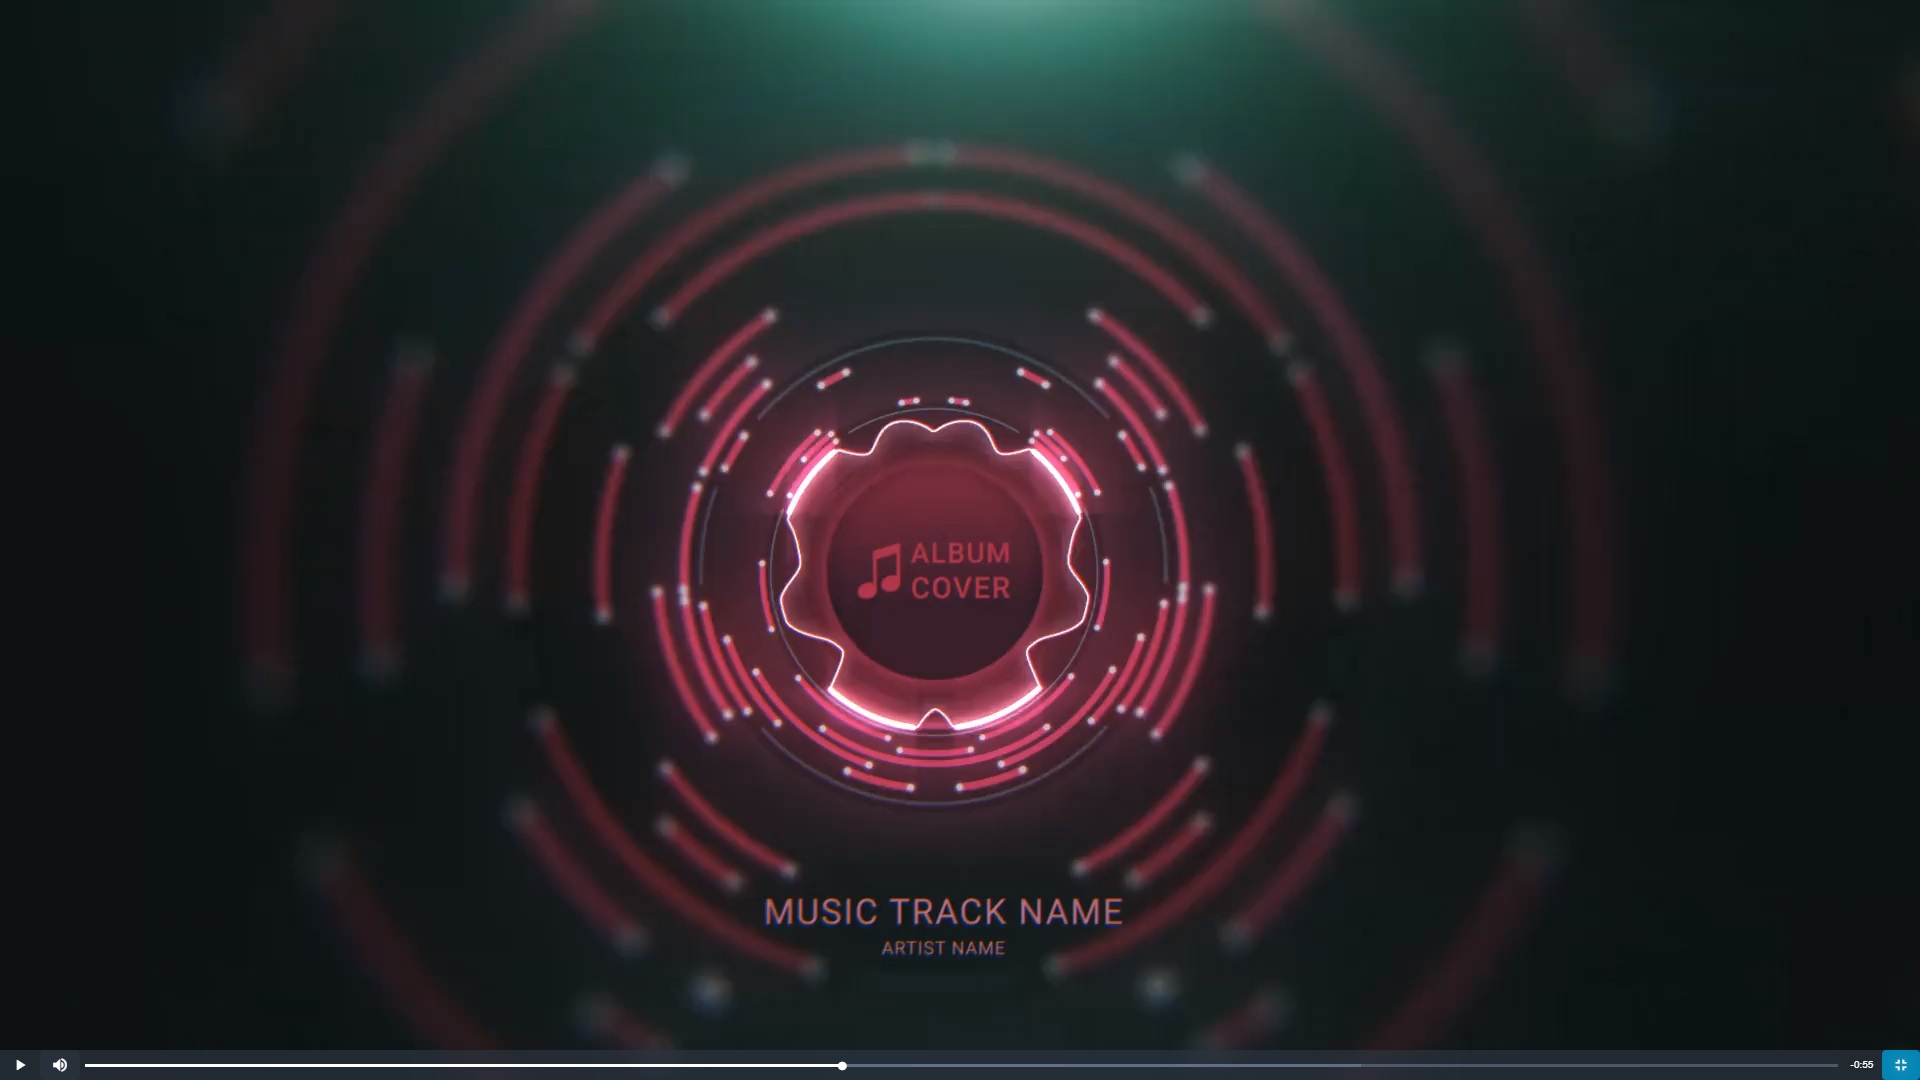 ALBUM
COVER
MUSIC TRACK NAME
ARTIST NAME
-0:55